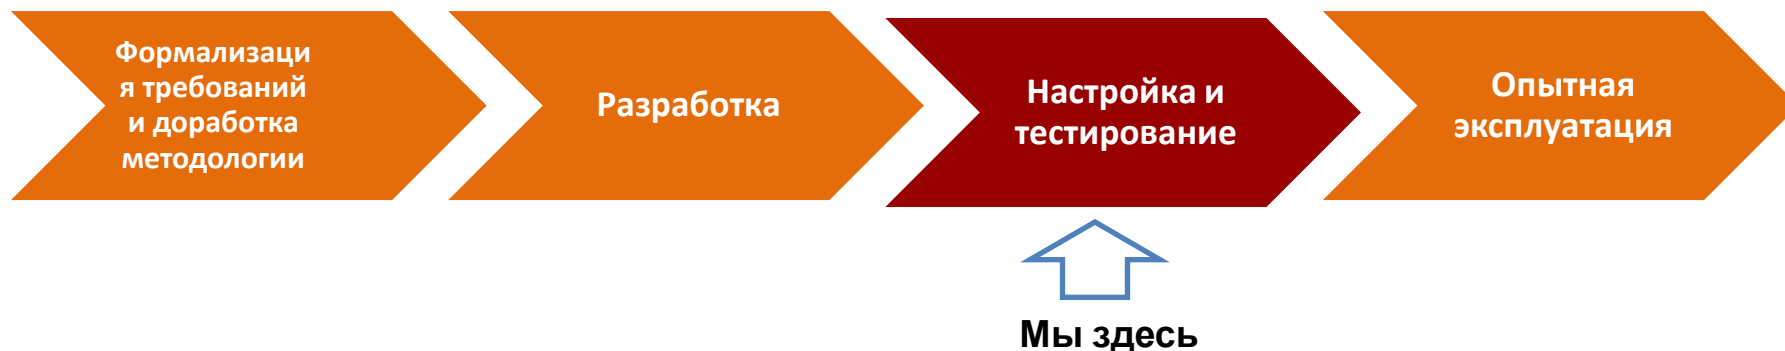 Формализаци
я требований
и доработка
методологии
Разработка
Настройка и
тестирование
Опытная
эксплуатация
Мы здесь